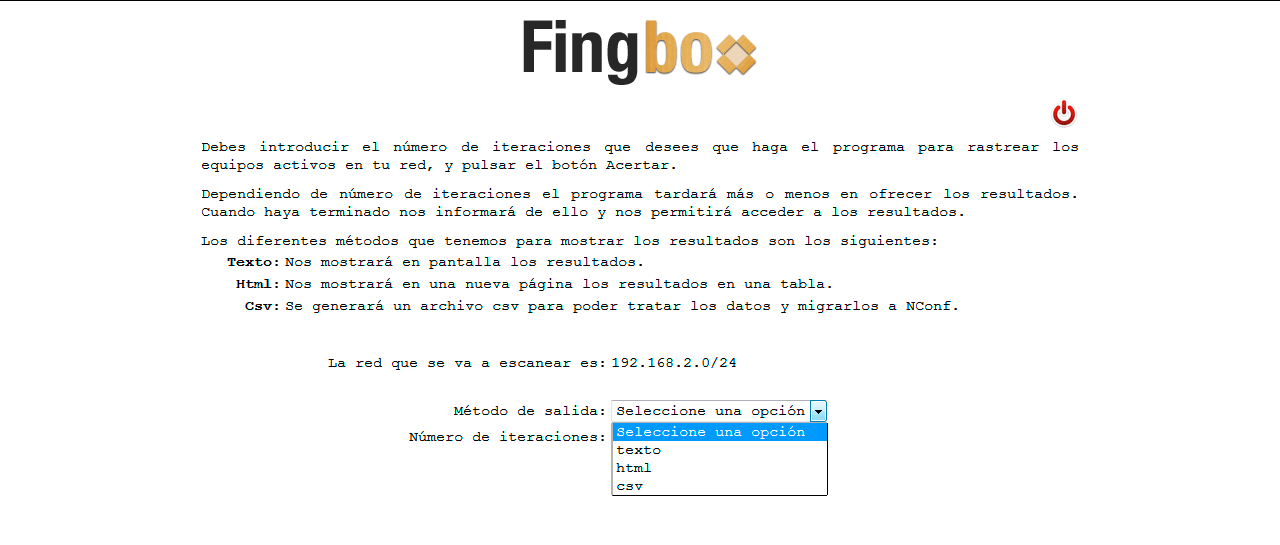 Fingbox
Debes introducir el número de iteraciones que desees que haga el programa para rastrear los
equipos activos en tu red, y pulsar el botón Acertar.
Dependiendo de número de iteraciones el programa tardará más o menos en ofrecer los resultados.
Cuando haya terminado nos informará de ello y nos permitirá acceder a los resultados.
Los diferentes métodos que tenemos para mostrar los resultados son los siguientes:
Texto: Nos mostrará en pantalla los resultados.
Html: Nos mostrará en una nueva página los resultados en una tabla.
Csv: Se generará un archivo csv para poder tratar los datos y migrarlos a NConf.
La red que se va a escanear es: 192.168.2.0/24
Método de salida: Seleccione una opción
Número de iteraciones: Seleccione una opción
texto
html
csv